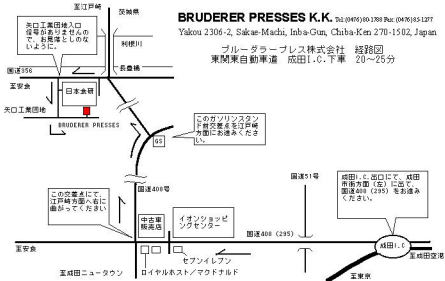 至江戸崎
茨城県
BRUDERER PRESSES K.K. Tel:(0476) 80-1788 Fax: (0476) 85-1277
Yakou 2306-2, Sakae-Machi, Inba-Gun, Chiba-Ken 270-1502, Japan
ブルーダラープレス株式会社 経路図
東関東自動車道 成田I.C.下車 20～25分
矢口工業団地入口
信号がありませんの
で、お見落としのな
いように。
利根川
長豊橋
国道356
至安食
日本食研
矢口工業団地
BRUDERER PRESSES
このガソリンスタン
ド前交差点を江戸崎
方面にお進みくださ
い。
GS
この交差点にて、
江戸崎方面へ右に
曲がってください
国道408号
国道51号
成田I.C.出口にて、成田
市街方面（左）に出て、
国道408（295）をお進み
ください。
中古車
販売店
イオンショッ
ピングセンター
国道408（295）
成田I.C
至安食
セブンイレブン
至成田空港
至成田ニュータウン
ロイヤルホスト／マクドナルド
至東京